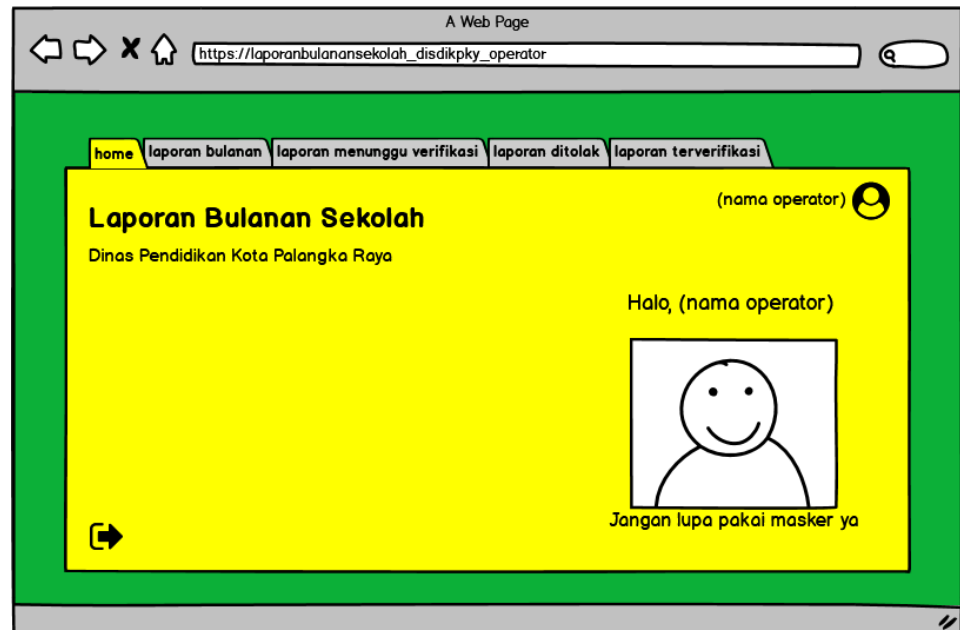 A Web Page
https://laporanbulanansekolah_disdikpky_operator
home laporan bulanan laporan menunggu verifikasi laporan ditolak laporan terverifikasi
(nama operator)
Laporan Bulanan Sekolah
Dinas Pendidikan Kota Palangka Raya
Halo, (nama operator)
Jangan lupa pakai masker ya